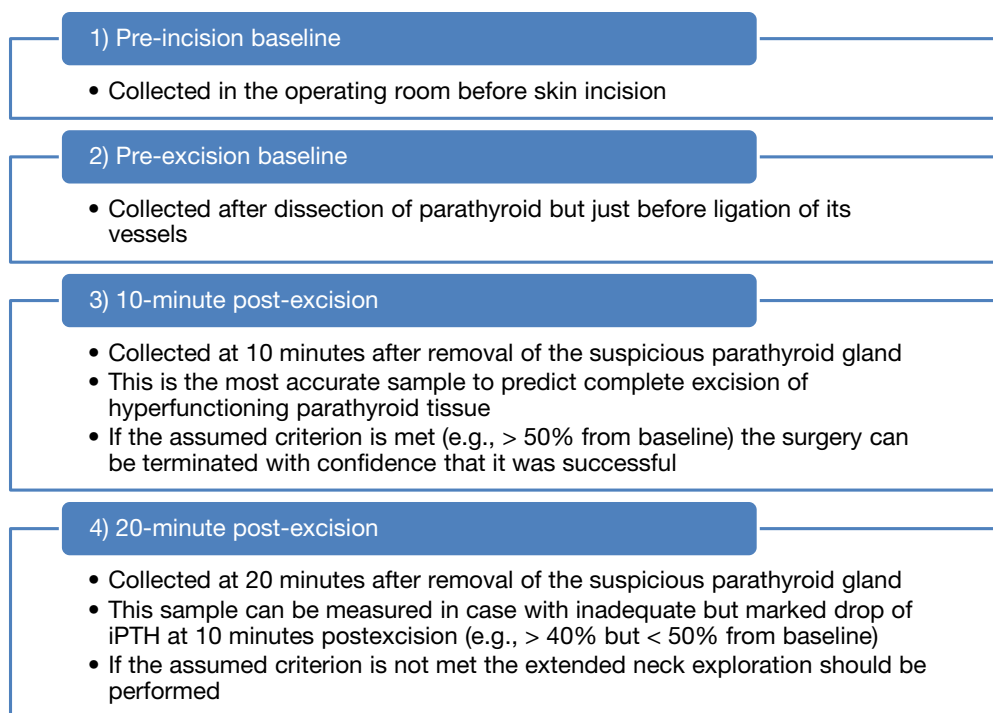 1) Pre-incision baseline
• Collected in the operating room before skin incision
2) Pre-excision baseline
• Collected after dissection of parathyroid but just before ligation of its
vessels
3) 10-minute post-excision
• Collected at 10 minutes after removal of the suspicious parathyroid gland
• This is the most accurate sample to predict complete excision of
hyperfunctioning parathyroid tissue
• If the assumed criterion is met (e.g., > 50% from baseline) the surgery can
be terminated with confidence that it was successful
4) 20-minute post-excision
• Collected at 20 minutes after removal of the suspicious parathyroid gland
• This sample can be measured in case with inadequate but marked drop of
iPTH at 10 minutes postexcision (e.g., > 40% but < 50% from baseline)
• If the assumed criterion is not met the extended neck exploration should be
performed